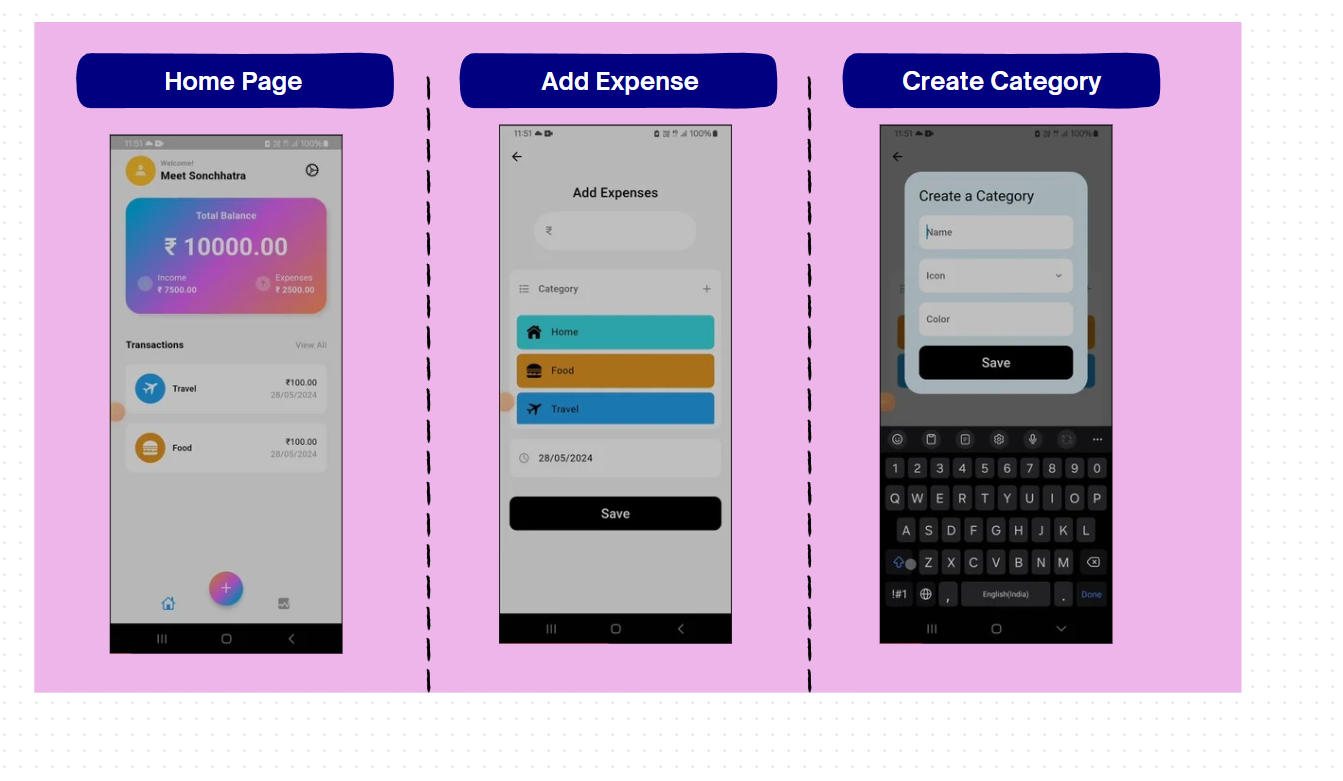 Home Page
11:51
100%
Welcome!
Meet Sonchhatra
Total Balance
₹ 10000.00
Income
₹ 7500.00
Expenses
₹ 2500.00
Transactions
View All
Travel
₹100.00
28/05/2024
Food
₹100.00
28/05/2024
+
Add Expense
11:51
100%
Add Expenses
₹
Category
+
Home
Food
Travel
28/05/2024
Save
Create Category
11:51
100%
Create a Category
Name
Icon
Color
Save
1 2 3 4 5 6 7 8 9 0
Q W E R T Y U I O P
A S D F G H J K L
Z X C V B N M
!#1 , English(India) . Done